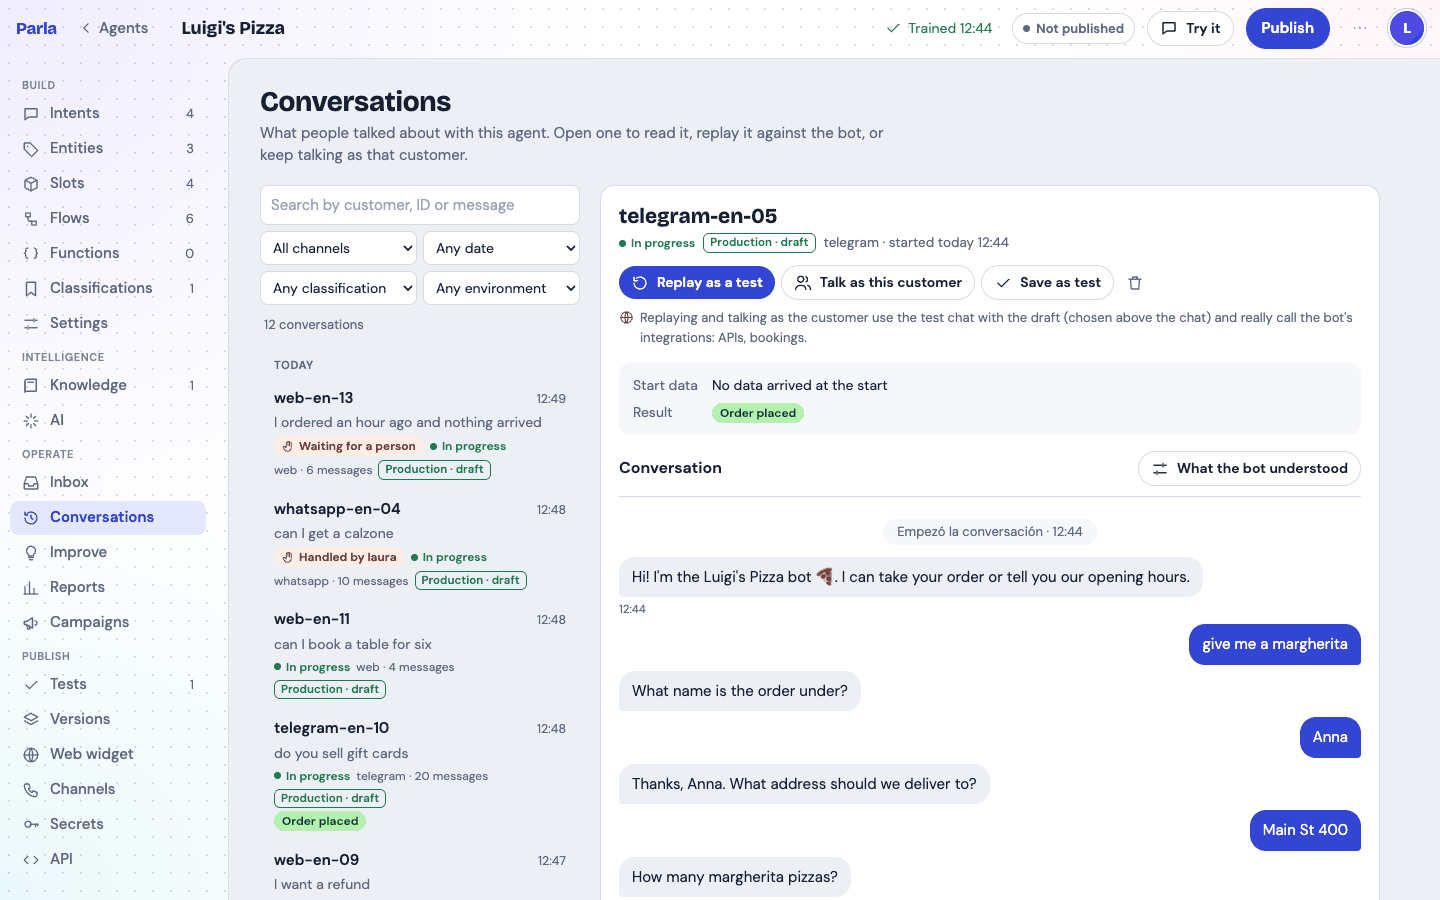 Parla
Agents
Luigi's Pizza
Trained 12:44
Not published
Try it
Publish
L
BUILD
Intents 4
Entities 3
Slots 4
Flows 6
Functions 0
Classifications 1
Settings
INTELLIGENCE
Knowledge 1
AI
OPERATE
Inbox
Conversations
Improve
Reports
Campaigns
PUBLISH
Tests 1
Versions
Web widget
Channels
Secrets
API
Conversations
What people talked about with this agent. Open one to read it, replay it against the bot, or
keep talking as that customer.
Search by customer, ID or message
All channels
Any date
Any classification
Any environment
12 conversations
TODAY
web-en-13 12:49
I ordered an hour ago and nothing arrived
Waiting for a person In progress
web · 6 messages Production · draft
whatsapp-en-04 12:48
can I get a calzone
Handled by laura In progress
whatsapp · 10 messages Production · draft
web-en-11 12:48
can I book a table for six
In progress web · 4 messages
Production · draft
telegram-en-10 12:48
do you sell gift cards
In progress telegram · 20 messages
Production · draft
Order placed
web-en-09 12:47
I want a refund
telegram-en-05
In progress Production · draft telegram · started today 12:44
Replay as a test
Talk as this customer
Save as test
Replaying and talking as the customer use the test chat with the draft (chosen above the chat) and really call the bot's
integrations: APIs, bookings.
Start data No data arrived at the start
Result Order placed
Conversation
What the bot understood
Empezó la conversación · 12:44
Hi! I'm the Luigi's Pizza bot 🍕. I can take your order or tell you our opening hours.
12:44
give me a margherita
What name is the order under?
Anna
Thanks, Anna. What address should we deliver to?
Main St 400
How many margherita pizzas?